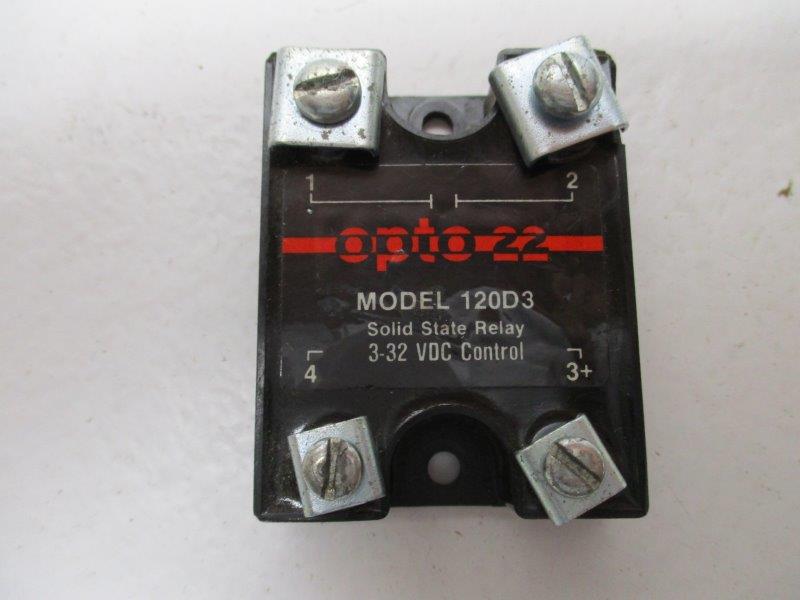 1 2
opto 22
MODEL 120D3
Solid State Relay
3-32 VDC Control
4 3+